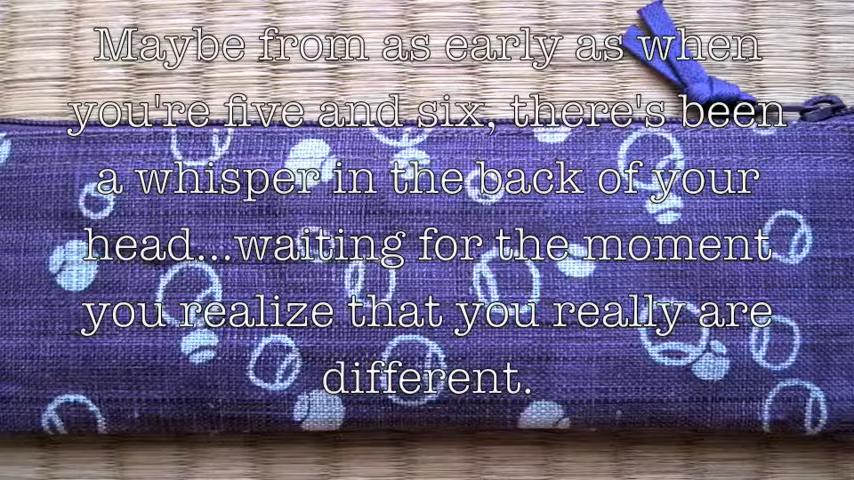 Maybe from as early as when
you're five and six, there's been
a whisper in the back of your
head...waiting for the moment
you realize that you really are
different.